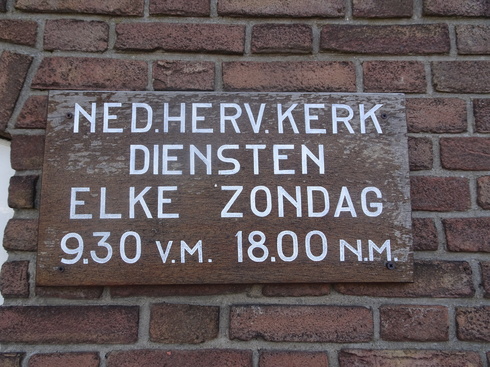 NED.HERV.KERK
DIENSTEN
ELKE ZONDAG
9.30 V.M. 18.00 N.M.